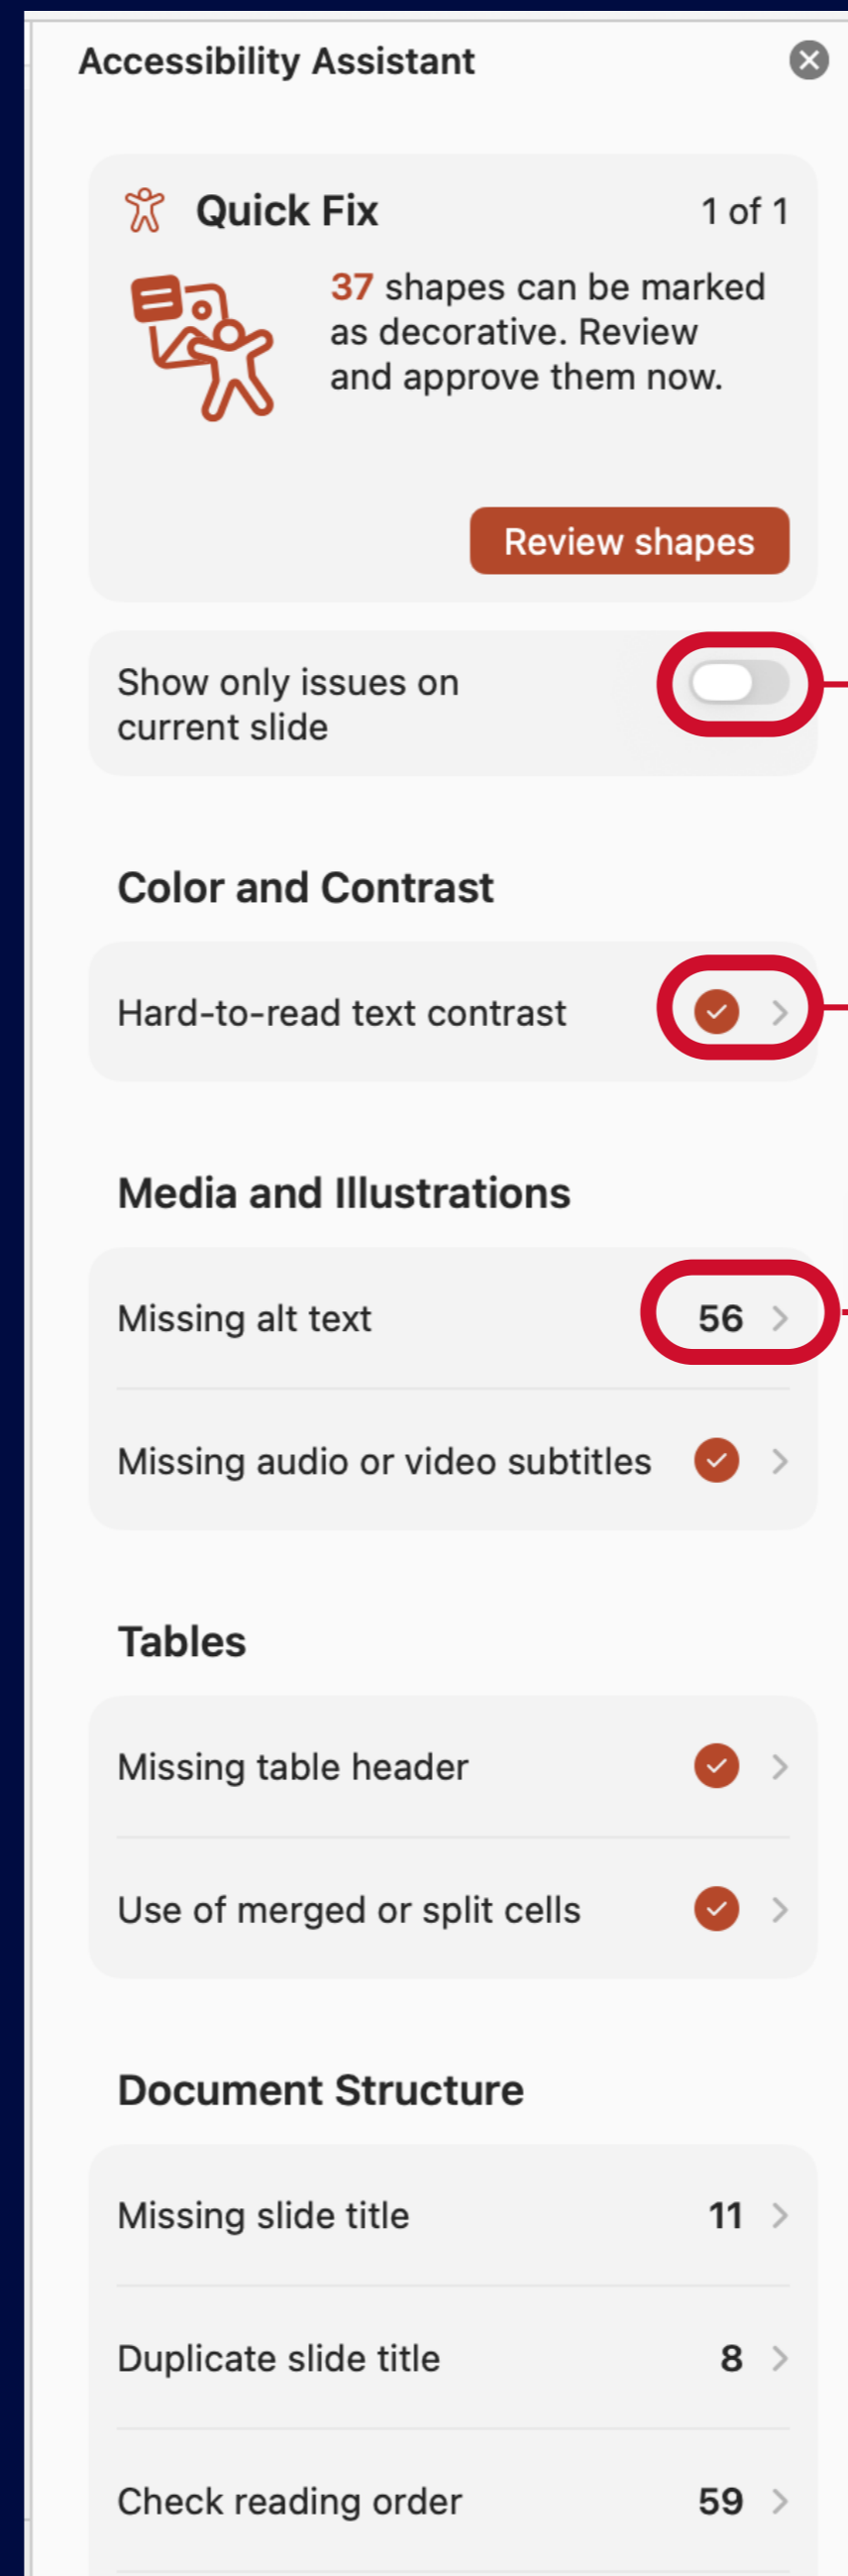 Accessibility Assistant
Quick Fix
1 of 1
37 shapes can be marked
as decorative. Review
and approve them now.
Review shapes
Show only issues on
current slide
Color and Contrast
Hard-to-read text contrast
Media and Illustrations
Missing alt text 56
Missing audio or video subtitles
Tables
Missing table header
Use of merged or split cells
Document Structure
Missing slide title 11
Duplicate slide title 8
Check reading order 59